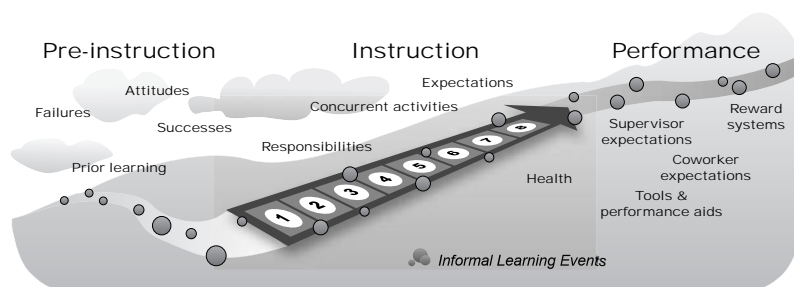 Pre-instruction
Instruction
Performance
Attitudes
Failures
Successes
Prior learning
Expectations
Concurrent activities
Responsibilities
Health
Supervisor
expectations
Reward
systems
Coworker
expectations
Tools &
performance aids
1
2
3
4
5
6
7
8
Informal Learning Events